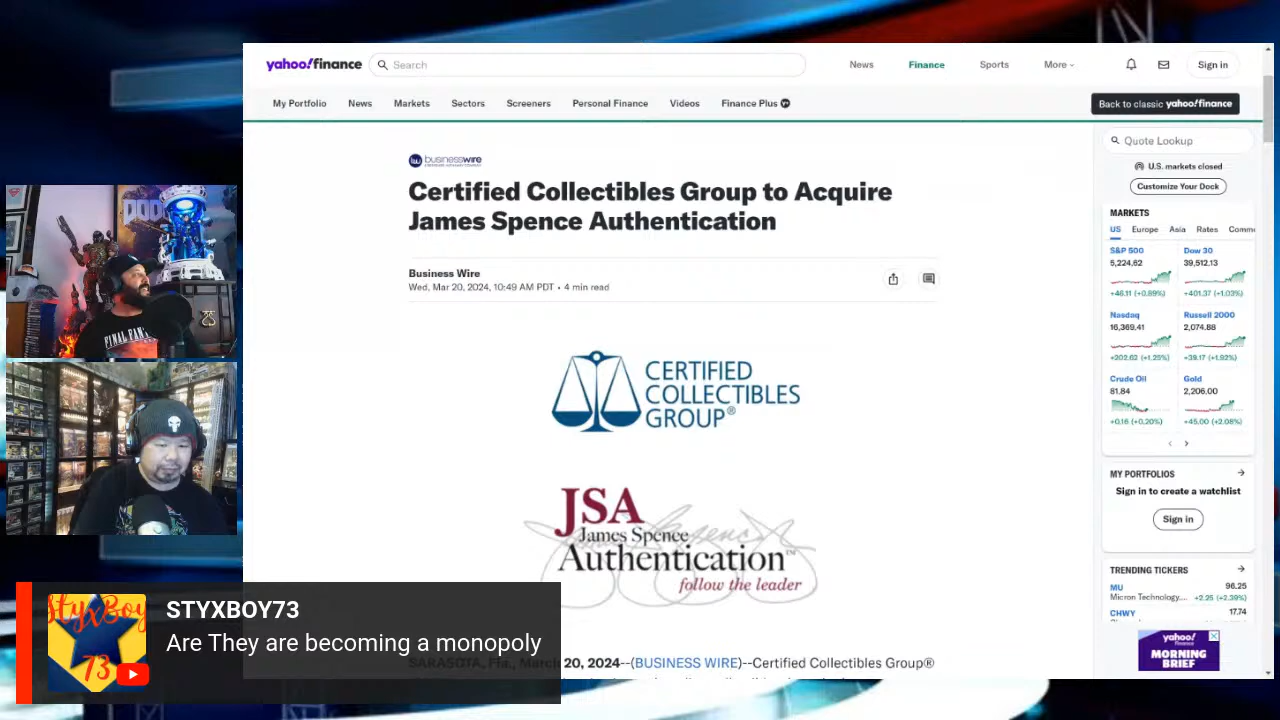 yahoo!finance
Search
News
Finance
Sports
More
Sign in
My Portfolio
News
Markets
Sectors
Screeners
Personal Finance
Videos
Finance Plus
Back to classic yahoo!finance
businesswire
Certified Collectibles Group to Acquire
James Spence Authentication
Business Wire
Wed, Mar 20, 2024, 10:49 AM PDT • 4 min read
CERTIFIED
COLLECTIBLES
GROUP®
JSA
James Spence
Authentication™
follow the leader
20, 2024--(BUSINESS WIRE)--Certified Collectibles Group®
Quote Lookup
U.S. markets closed
Customize Your Dock
MARKETS
US Europe Asia Rates Comm
S&P 500
5,224.62
+46.11 (+0.89%)
Dow 30
39,512.13
+401.37 (+1.03%)
Nasdaq
16,369.41
+202.62 (+1.25%)
Russell 2000
2,074.88
+39.17 (+1.92%)
Crude Oil
81.84
+0.16 (+0.20%)
Gold
2,206.00
+45.00 (+2.08%)
MY PORTFOLIOS
Sign in to create a watchlist
Sign in
TRENDING TICKERS
MU 96.25
Micron Technology,... +2.25 (+2.39%)
CHWY 17.74
yahoo!
finance
MORNING
BRIEF
DOO
FINAL FAN
StyxBoy
73
STYXBOY73
Are They are becoming a monopoly